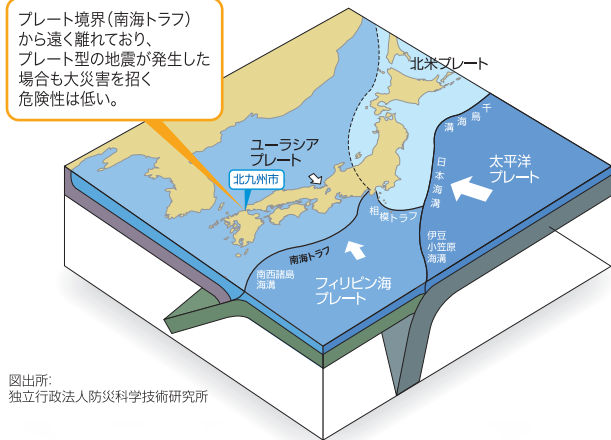 プレート境界（南海トラフ）
から遠く離れており、
プレート型の地震が発生した
場合も大災害を招く
危険性は低い。
北米プレート
千島海溝
ユーラシア
プレート
太平洋
プレート
日本海溝
北九州市
相模トラフ
伊豆
小笠原
海溝
南海トラフ
南西諸島
海溝
フィリピン海
プレート
図出所：
独立行政法人防災科学技術研究所